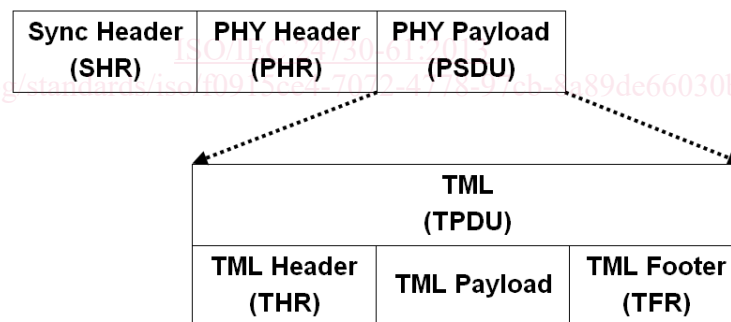 Sync Header PHY Header PHY Payload
(SHR) (PHR) (PSDU)
ISO/IEC 24730-61:2013
TML
(TPDU)
TML Header TML Payload TML Footer
(THR) (TFR)